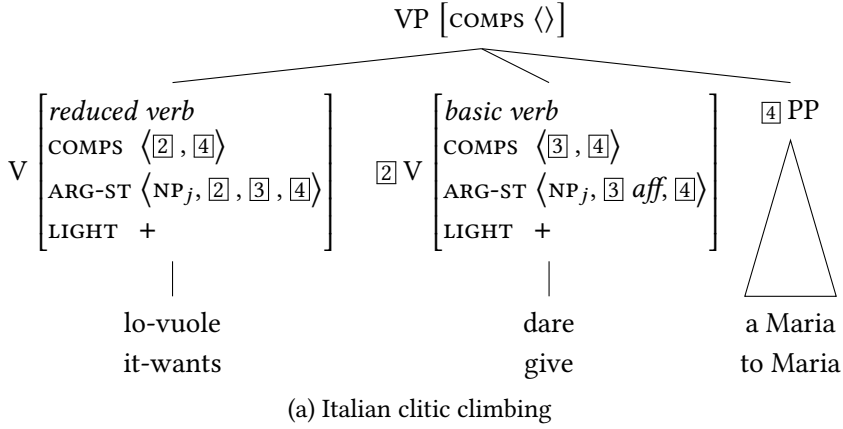 VP [COMPS ⟨⟩]
reduced verb basic verb 4 PP
COMPS ⟨2 , 4⟩ COMPS ⟨3 , 4⟩
V ARG-ST ⟨NPj, 2 , 3 , 4⟩ 2 V ARG-ST ⟨NPj, 3 aff, 4⟩
LIGHT + LIGHT +
lo-vuole dare a Maria
it-wants give to Maria
(a) Italian clitic climbing